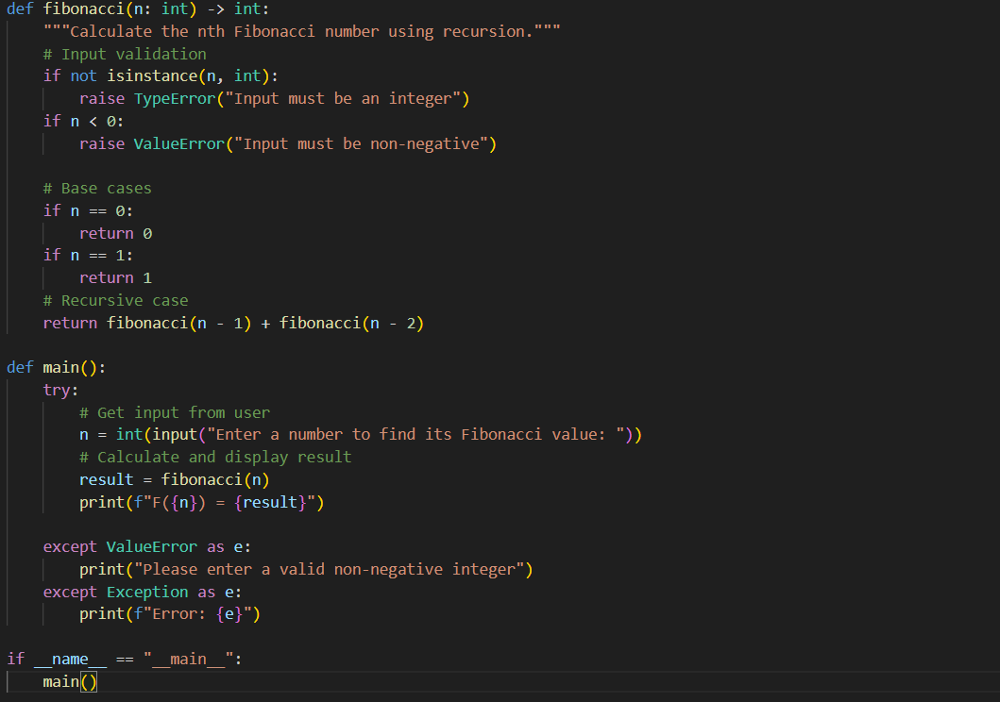 def fibonacci(n: int) -> int:
    """Calculate the nth Fibonacci number using recursion."""
    # Input validation
    if not isinstance(n, int):
        raise TypeError("Input must be an integer")
    if n < 0:
        raise ValueError("Input must be non-negative")

    # Base cases
    if n == 0:
        return 0
    if n == 1:
        return 1
    # Recursive case
    return fibonacci(n - 1) + fibonacci(n - 2)

def main():
    try:
        # Get input from user
        n = int(input("Enter a number to find its Fibonacci value: "))
        # Calculate and display result
        result = fibonacci(n)
        print(f"F({n}) = {result}")

    except ValueError as e:
        print("Please enter a valid non-negative integer")
    except Exception as e:
        print(f"Error: {e}")

if __name__ == "__main__":
    main()